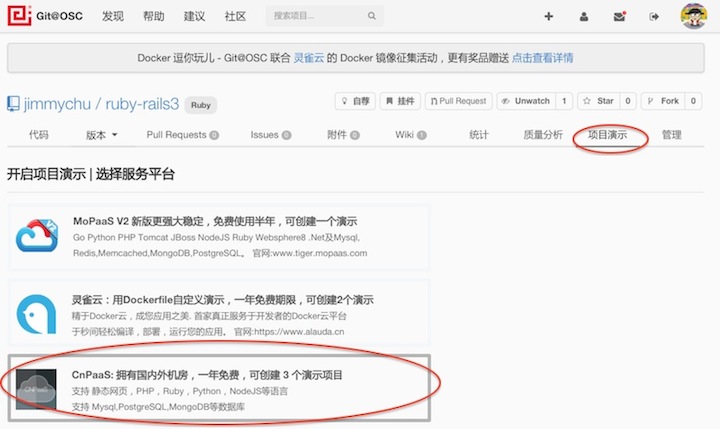 Git@OSC 发现 帮助 建议 社区 搜索项目...
Docker 逗你玩儿 - Git@OSC 联合 灵雀云 的 Docker 镜像征集活动，更有奖品赠送 点击查看详情
jimmychu / ruby-rails3 Ruby 自荐 挂件 Pull Request Unwatch 1 Star 0 Fork 0
代码 版本 Pull Requests 0 Issues 0 附件 0 Wiki 1 统计 质量分析 项目演示 管理
开启项目演示 | 选择服务平台
MoPaaS V2 新版更强大稳定，免费使用半年，可创建一个演示
Go Python PHP Tomcat JBoss NodeJS Ruby Websphere8 .Net及Mysql,
Redis,Memcached,MongoDB,PostgreSQL。 官网:www.tiger.mopaas.com
灵雀云：用Dockerfile自定义演示，一年免费期限，可创建2个演示
精于Docker云，成您应用之美. 首家真正服务于开发者的Docker云平台
于秒间轻松编译，部署，运行您的应用。 官网:https://www.alauda.cn
CnPaaS
CnPaaS: 拥有国内外机房，一年免费，可创建 3 个演示项目
支持 静态网页，PHP，Ruby，Python，NodeJS等语言
支持 Mysql,PostgreSQL,MongoDB等数据库